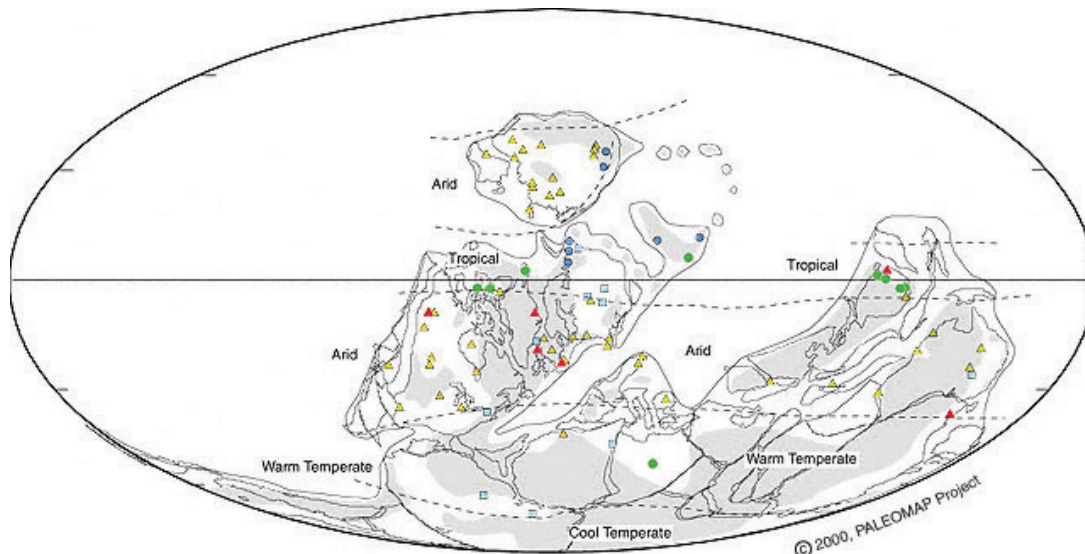 Arid
Tropical
Tropical
Arid
Arid
Warm Temperate
Warm Temperate
Cool Temperate
© 2000, PALEOMAP Project